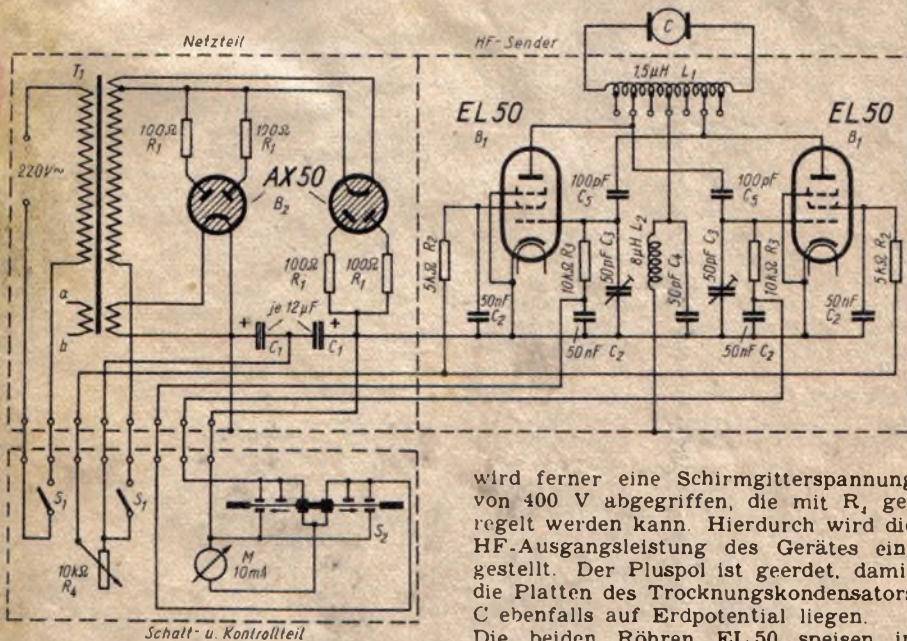 Netzteil
HF-Sender
C
T1
1,5µH L1
220V~
100Ω
R1
100Ω
R1
AX50
B2
100Ω
R1
100Ω
R1
a
b
je 12µF
+
C1
+
C1
EL50
B1
EL50
B1
100pF
C5
100pF
C5
5kΩ R2
50nF
C2
10kΩ R3
50pF C3
50nF C2
8µH L2
50pF C4
50pF C3
10kΩ R3
50nF C2
50nF
C2
5kΩ R2
S1
S1
10kΩ
R4
M
10mA
S2
Schalt- u. Kontrollteil
wird ferner eine Schirmgitterspannung
von 400 V abgegriffen, die mit R4 ge-
regelt werden kann. Hierdurch wird die
HF-Ausgangsleistung des Gerätes ein-
gestellt. Der Pluspol ist geerdet, damit
die Platten des Trocknungskondensators
C ebenfalls auf Erdpotential liegen.
Die beiden Röhren EL 50 speisen in